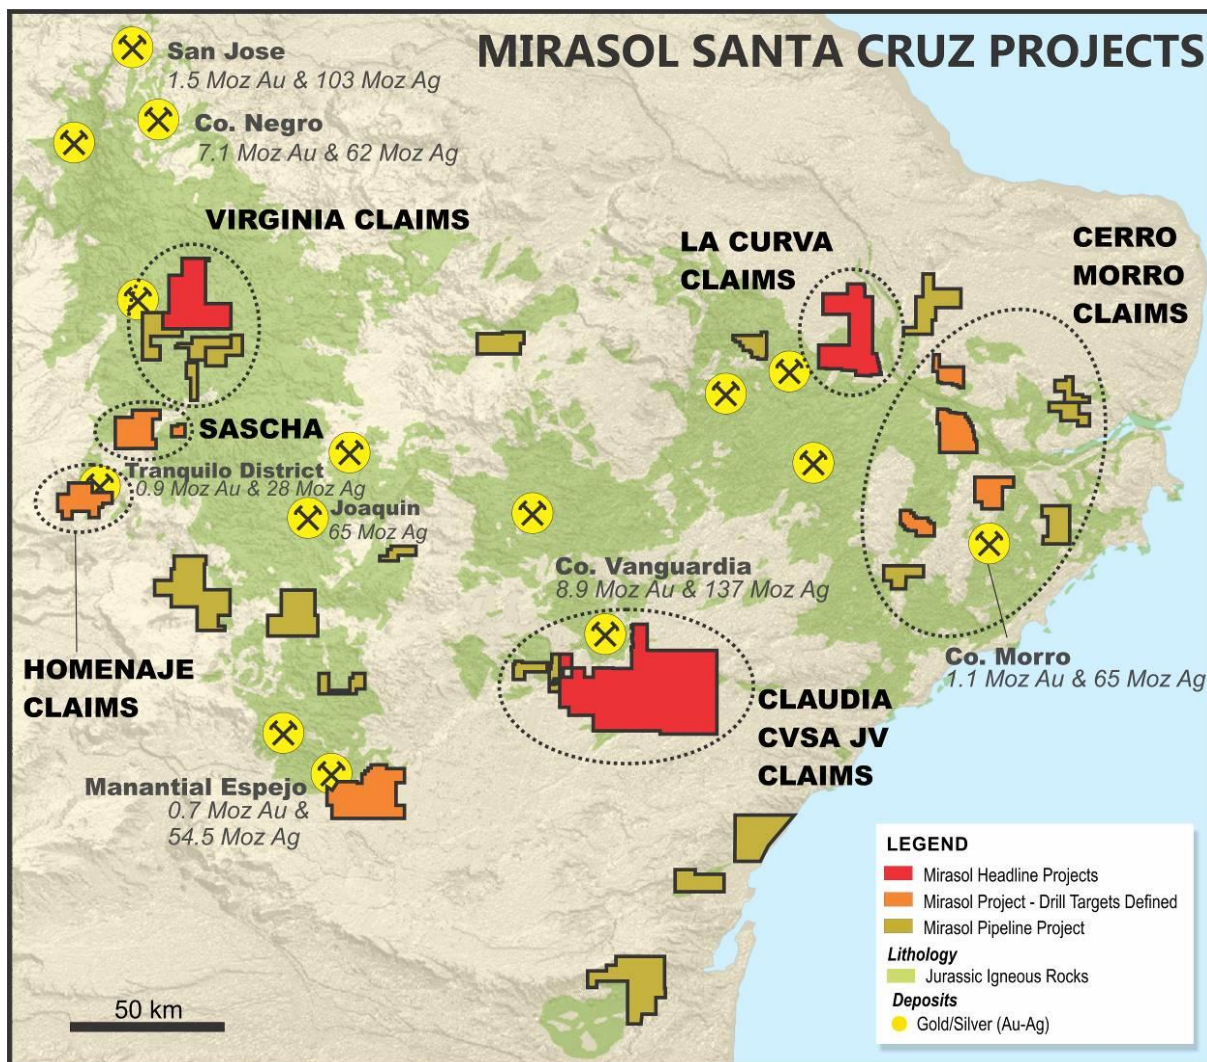 MIRASOL SANTA CRUZ PROJECTS
San Jose
1.5 Moz Au & 103 Moz Ag
Co. Negro
7.1 Moz Au & 62 Moz Ag
VIRGINIA CLAIMS
LA CURVA
CLAIMS
CERRO
MORRO
CLAIMS
SASCHA
Tranquilo District
0.9 Moz Au & 28 Moz Ag
Joaquin
65 Moz Ag
Co. Vanguardia
8.9 Moz Au & 137 Moz Ag
HOMENAJE
CLAIMS
Co. Morro
1.1 Moz Au & 65 Moz Ag
CLAUDIA
CVSA JV
CLAIMS
Manantial Espejo
0.7 Moz Au &
54.5 Moz Ag
LEGEND
Mirasol Headline Projects
Mirasol Project - Drill Targets Defined
Mirasol Pipeline Project
Lithology
Jurassic Igneous Rocks
Deposits
Gold/Silver (Au-Ag)
50 km